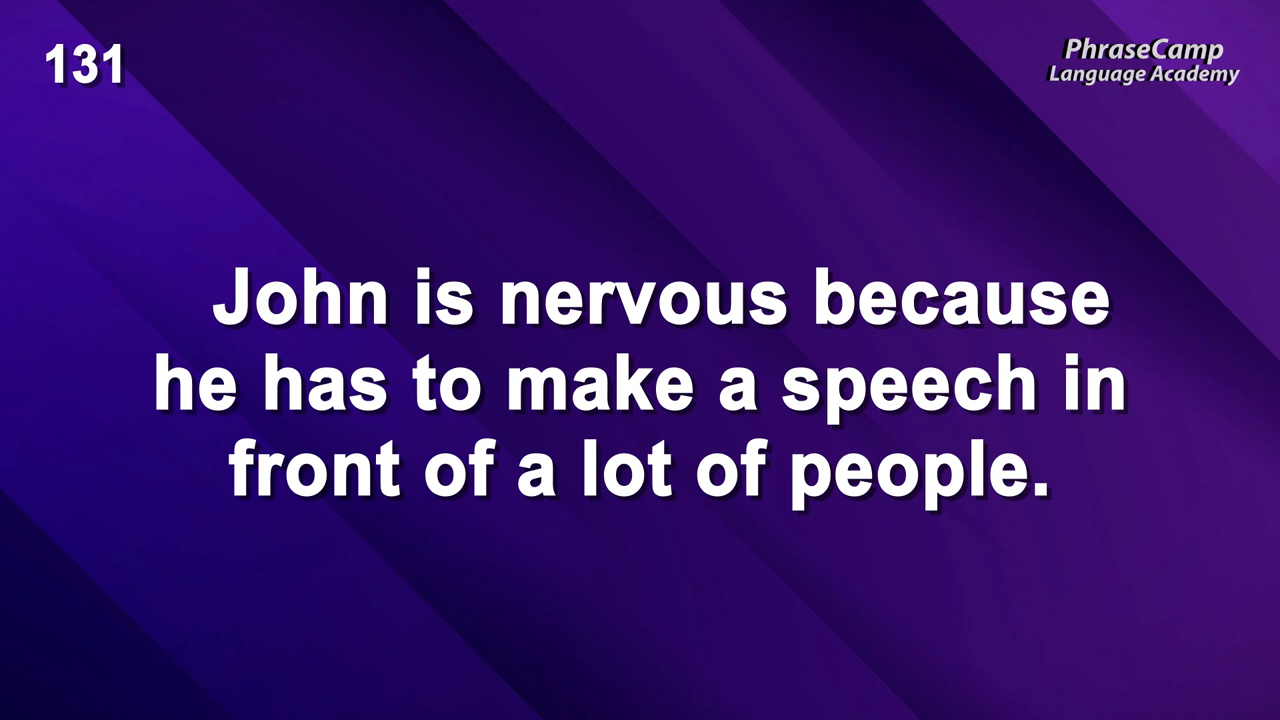 131
PhraseCamp
Language Academy
John is nervous because
he has to make a speech in
front of a lot of people.